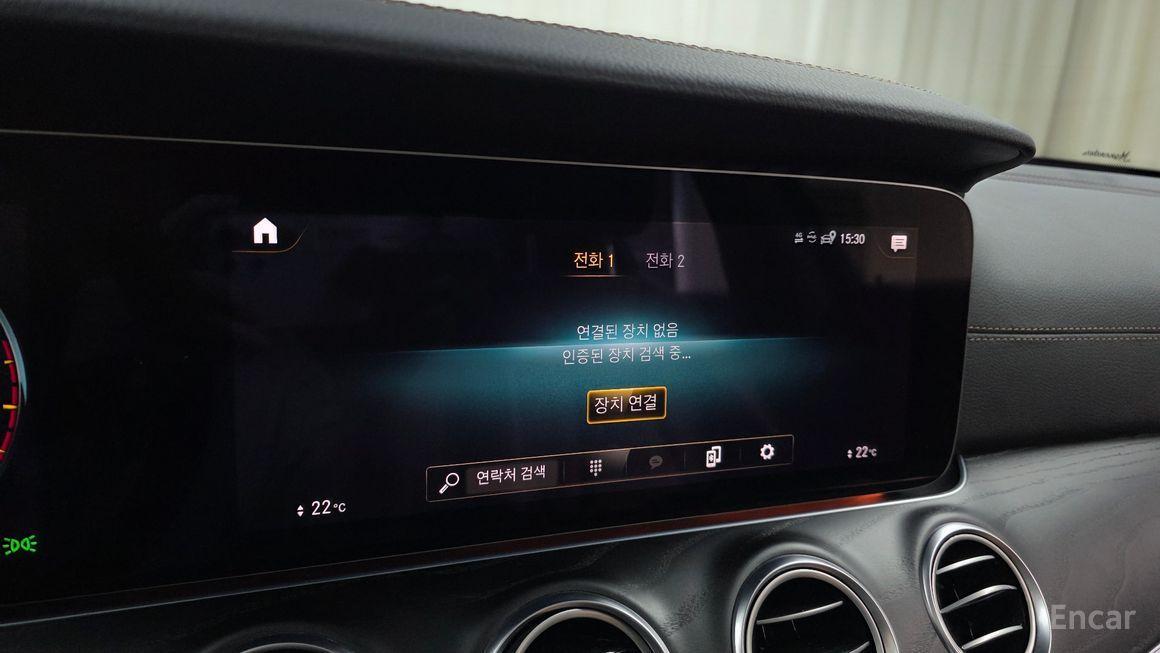 4G
15:30
전화 1
전화 2
연결된 장치 없음
인증된 장치 검색 중...
장치 연결
연락처 검색
22°C
22°C
Encar